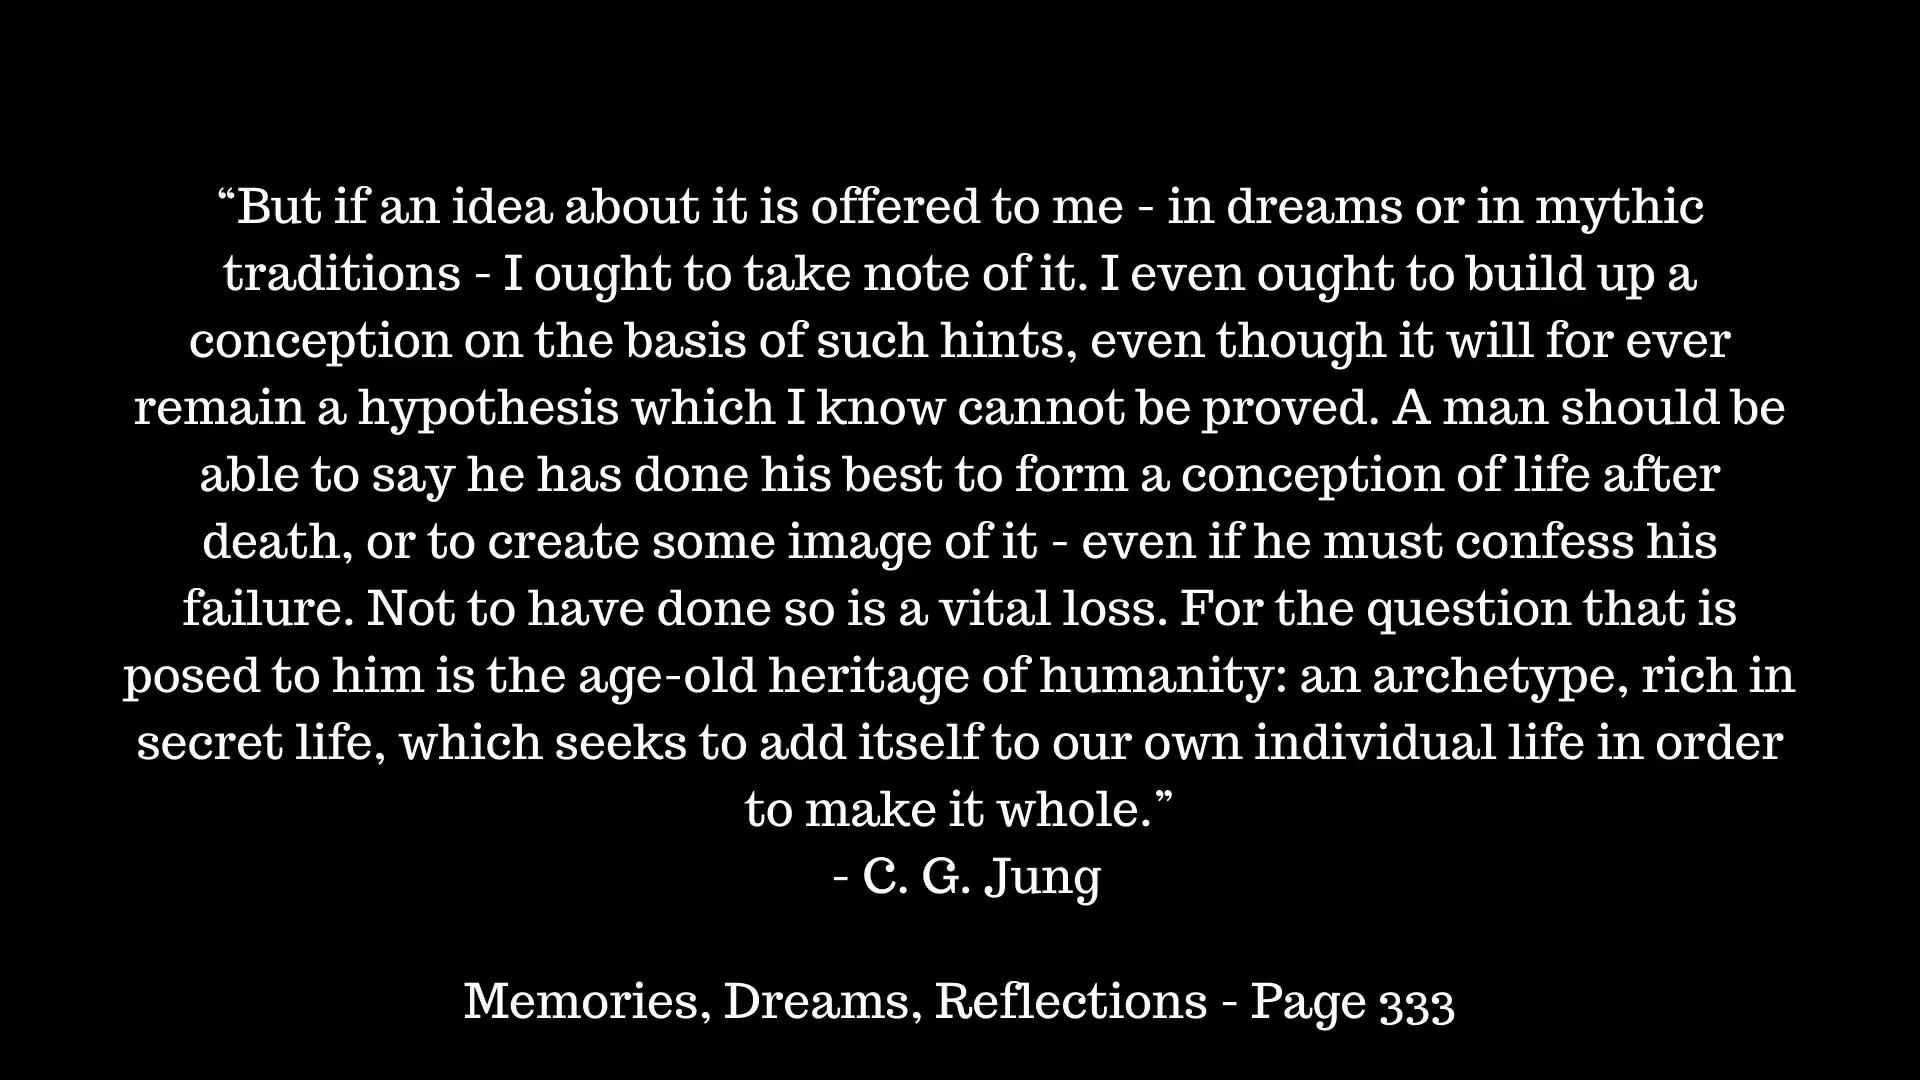 “But if an idea about it is offered to me - in dreams or in mythic
traditions - I ought to take note of it. I even ought to build up a
conception on the basis of such hints, even though it will for ever
remain a hypothesis which I know cannot be proved. A man should be
able to say he has done his best to form a conception of life after
death, or to create some image of it - even if he must confess his
failure. Not to have done so is a vital loss. For the question that is
posed to him is the age-old heritage of humanity: an archetype, rich in
secret life, which seeks to add itself to our own individual life in order
to make it whole.”
- C. G. Jung
Memories, Dreams, Reflections - Page 333